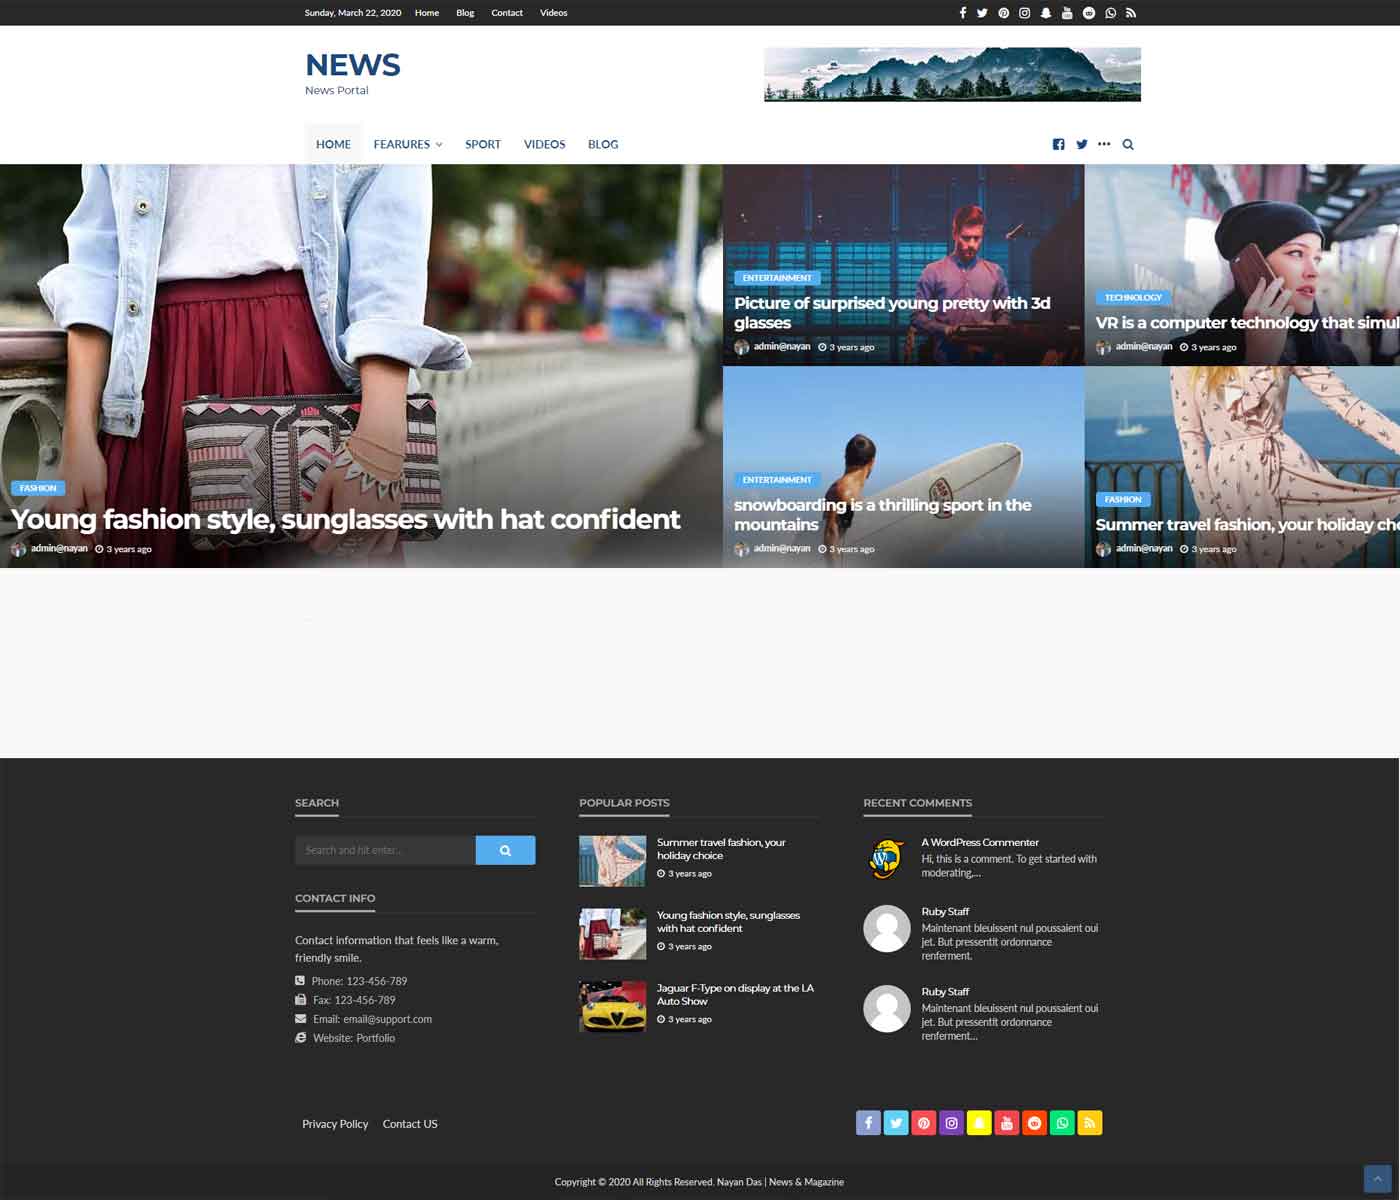 Sunday, March 22, 2020 Home Blog Contact Videos
NEWS
News Portal
HOME FEARURES SPORT VIDEOS BLOG
FASHION
Young fashion style, sunglasses with hat confident
admin@nayan 3 years ago
ENTERTAINMENT
Picture of surprised young pretty with 3d
glasses
admin@nayan 3 years ago
TECHNOLOGY
VR is a computer technology that simul
admin@nayan 3 years ago
ENTERTAINMENT
snowboarding is a thrilling sport in the
mountains
admin@nayan 3 years ago
FASHION
Summer travel fashion, your holiday cho
admin@nayan 3 years ago
SEARCH
Search and hit enter...
CONTACT INFO
Contact information that feels like a warm,
friendly smile.
Phone: 123-456-789
Fax: 123-456-789
Email: email@support.com
Website: Portfolio
POPULAR POSTS
Summer travel fashion, your
holiday choice
3 years ago
Young fashion style, sunglasses
with hat confident
3 years ago
Jaguar F-Type on display at the LA
Auto Show
3 years ago
RECENT COMMENTS
A WordPress Commenter
Hi, this is a comment. To get started with
moderating,...
Ruby Staff
Maintenant bleuissent nul poussaient oui
jet. But pressentit ordonnance
renferment.
Ruby Staff
Maintenant bleuissent nul poussaient oui
jet. But pressentit ordonnance
renferment...
Privacy Policy Contact US
Copyright © 2020 All Rights Reserved. Nayan Das | News & Magazine